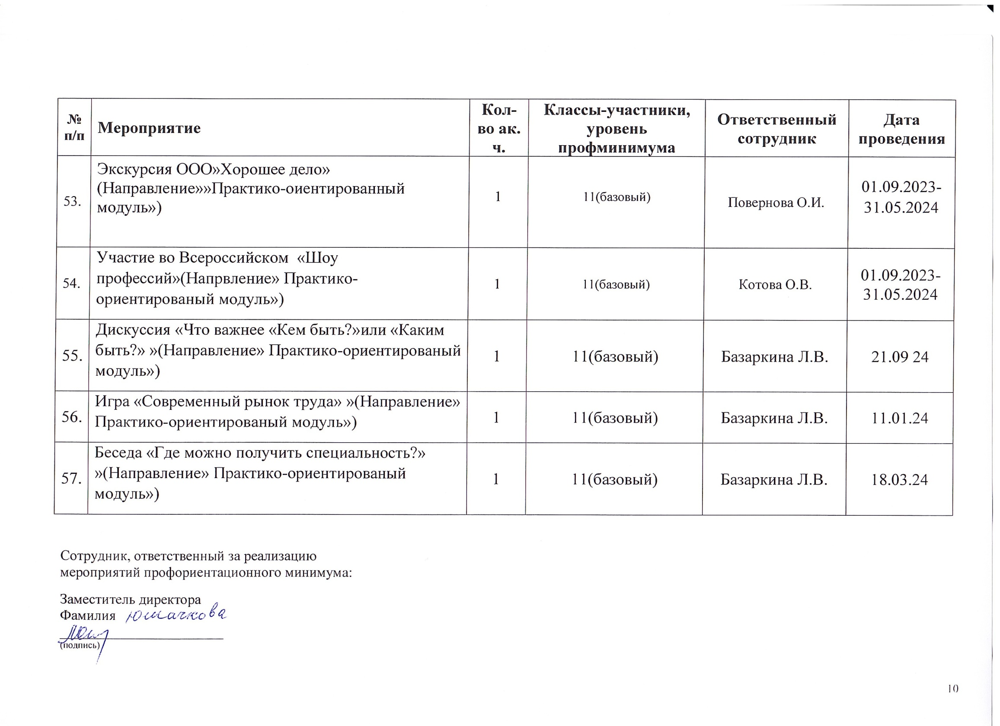 № п/п Мероприятие Кол-во ак. ч. Классы-участники, уровень профминимума Ответственный сотрудник Дата проведения
53. Экскурсия ООО»Хорошее дело»
(Направление»»Практико-оиентированный
модуль») 1 11(базовый) Повернова О.И. 01.09.2023-
31.05.2024
54. Участие во Всероссийском «Шоу
профессий»(Напрвление» Практико-
ориентированый модуль») 1 11(базовый) Котова О.В. 01.09.2023-
31.05.2024
55. Дискуссия «Что важнее «Кем быть?»или «Каким
быть?» »(Направление» Практико-ориентированый
модуль») 1 11(базовый) Базаркина Л.В. 21.09 24
56. Игра «Современный рынок труда» »(Направление»
Практико-ориентированый модуль») 1 11(базовый) Базаркина Л.В. 11.01.24
57. Беседа «Где можно получить специальность?»
»(Направление» Практико-ориентированый
модуль») 1 11(базовый) Базаркина Л.В. 18.03.24
Сотрудник, ответственный за реализацию
мероприятий профориентационного минимума:
Заместитель директора
Фамилия Юмачкова
(подпись)
10